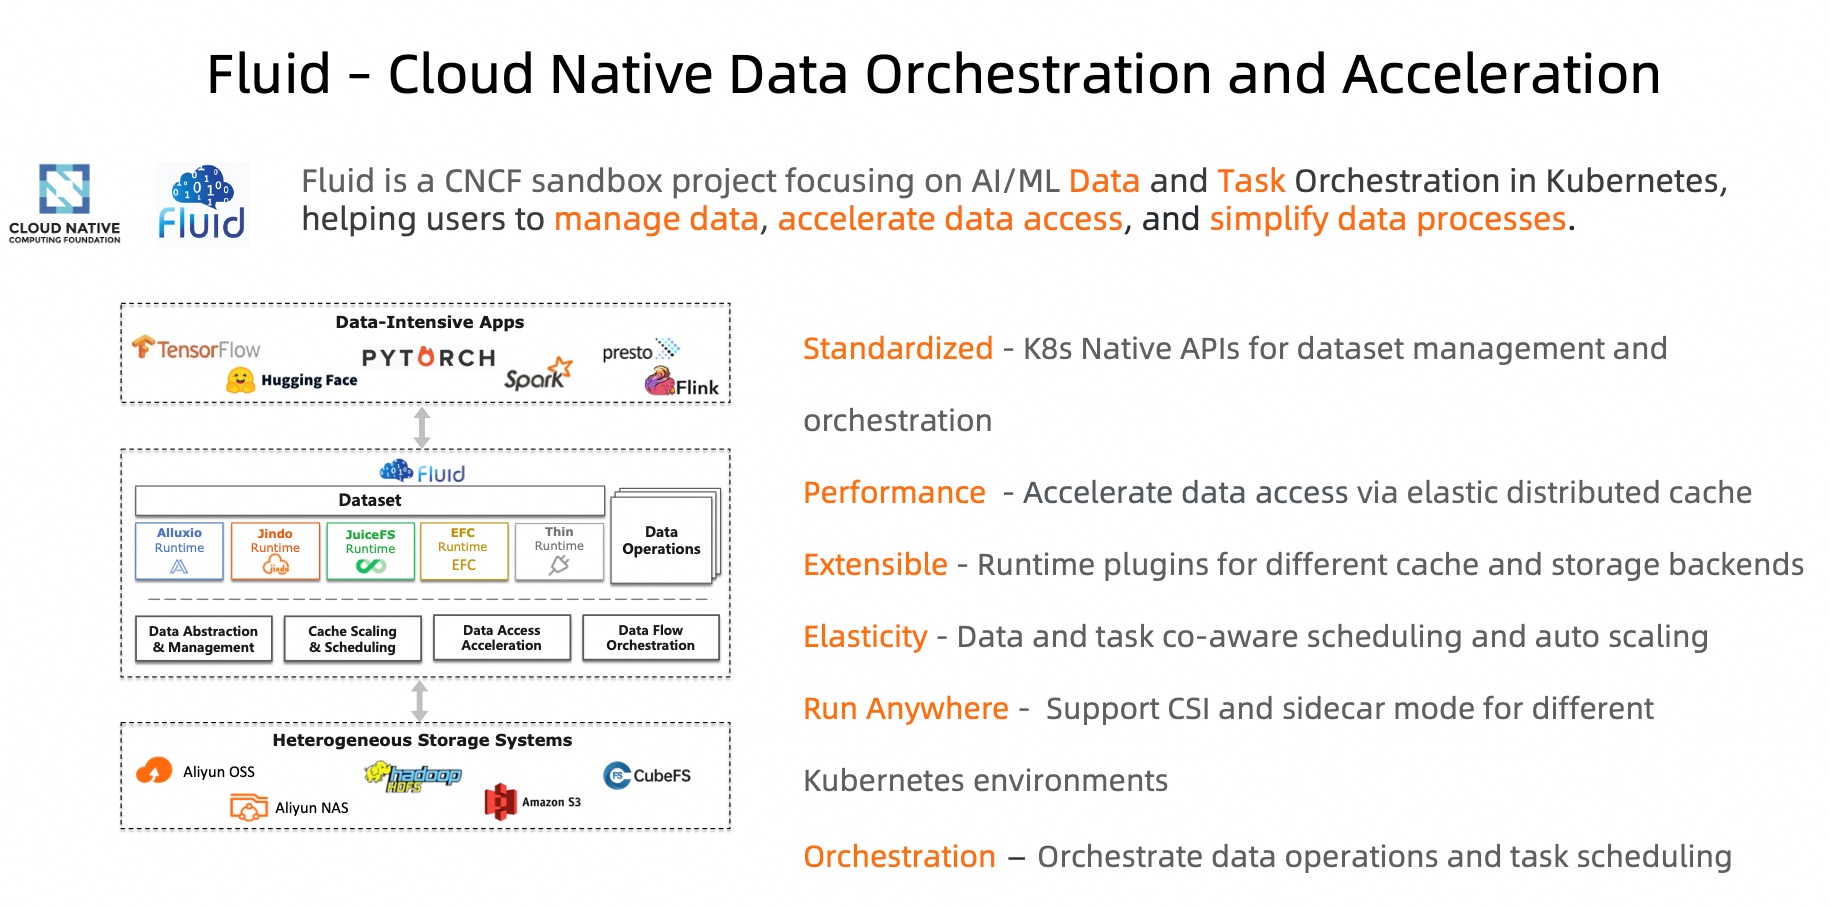 Fluid – Cloud Native Data Orchestration and Acceleration
CLOUD NATIVE
COMPUTING FOUNDATION
Fluid
Fluid is a CNCF sandbox project focusing on AI/ML Data and Task Orchestration in Kubernetes,
helping users to manage data, accelerate data access, and simplify data processes.
Data-Intensive Apps
TensorFlow
PYTORCH
presto
Hugging Face
Spark
Flink
Fluid
Dataset
Alluxio
Runtime
Jindo
Runtime
Jindo
JuiceFS
Runtime
EFC
Runtime
EFC
Thin
Runtime
Data
Operations
Data Abstraction
& Management
Cache Scaling
& Scheduling
Data Access
Acceleration
Data Flow
Orchestration
Heterogeneous Storage Systems
Aliyun OSS
hadoop
HDFS
FS
CubeFS
Aliyun NAS
Amazon S3
Standardized - K8s Native APIs for dataset management and
orchestration
Performance - Accelerate data access via elastic distributed cache
Extensible - Runtime plugins for different cache and storage backends
Elasticity - Data and task co-aware scheduling and auto scaling
Run Anywhere - Support CSI and sidecar mode for different
Kubernetes environments
Orchestration – Orchestrate data operations and task scheduling